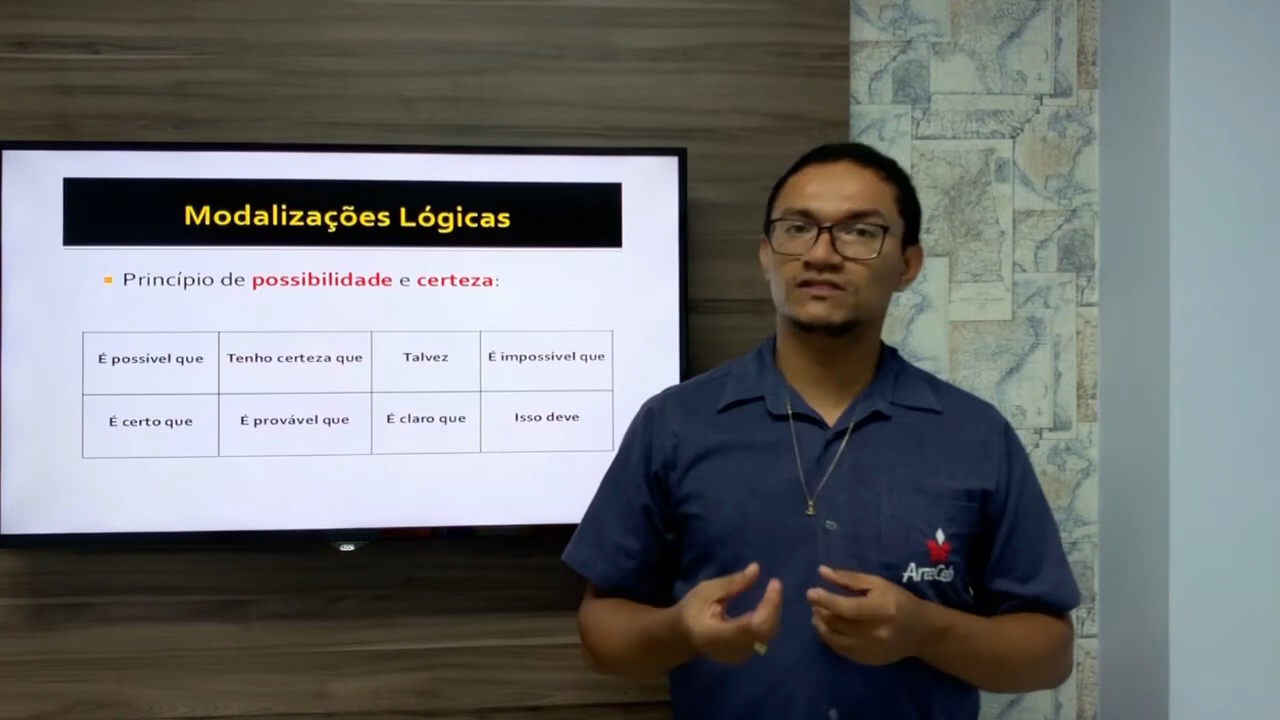 Modalizações Lógicas
Princípio de possibilidade e certeza:
É possível que
Tenho certeza que
Talvez
É impossível que
É certo que
É provável que
É claro que
Isso deve